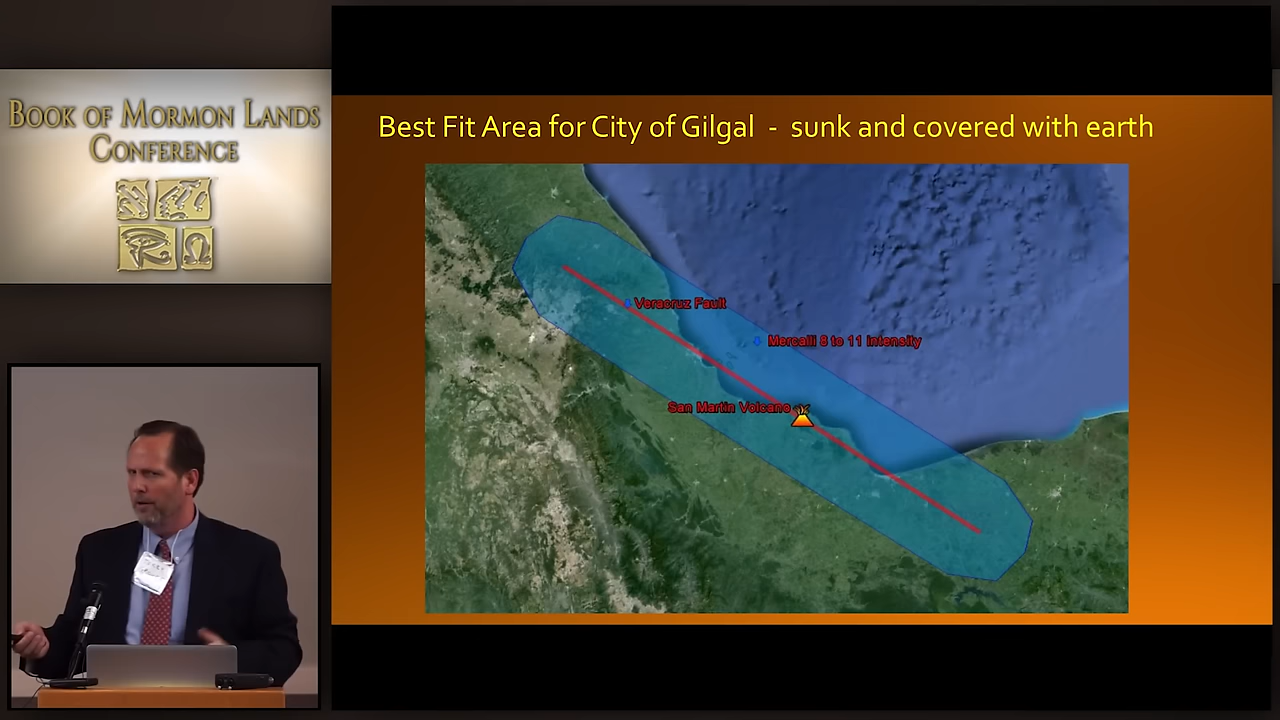 BOOK OF MORMON LANDS
CONFERENCE
Best Fit Area for City of Gilgal - sunk and covered with earth
Veracruz Fault
Mercalli 8 to 11 intensity
San Martin Volcano